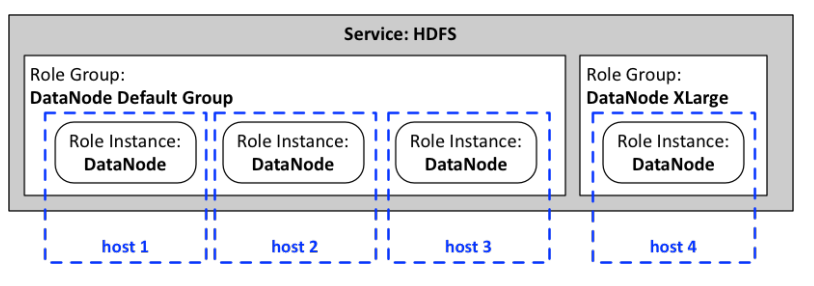 Service: HDFS
Role Group:
DataNode Default Group
Role Instance:
DataNode
Role Instance:
DataNode
Role Instance:
DataNode
Role Group:
DataNode XLarge
Role Instance:
DataNode
host 1
host 2
host 3
host 4